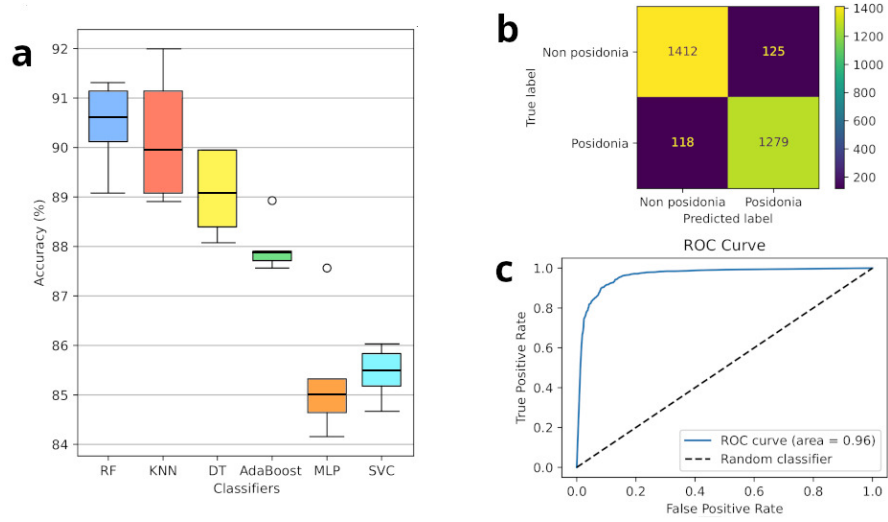 a
92
91
90
89
88
87
86
85
84
Accuracy (%)
RF KNN DT AdaBoost MLP SVC
Classifiers
b
True label
Non posidonia 1412 125
Posidonia 118 1279
Non posidonia Posidonia
Predicted label
1400
1200
1000
800
600
400
200
c
ROC Curve
True Positive Rate
1.0
0.8
0.6
0.4
0.2
0.0
ROC curve (area = 0.96)
Random classifier
0.0 0.2 0.4 0.6 0.8 1.0
False Positive Rate